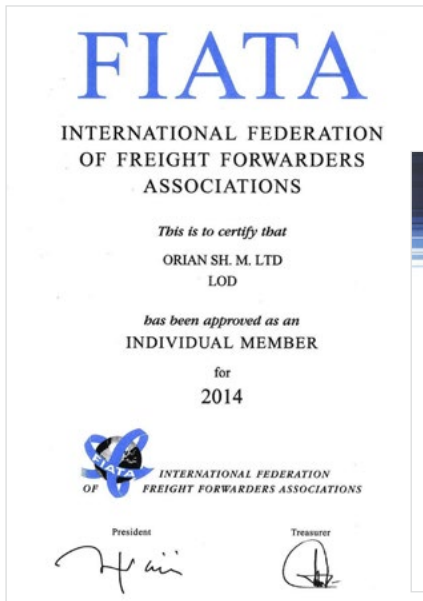 FIATA
INTERNATIONAL FEDERATION
OF FREIGHT FORWARDERS
ASSOCIATIONS
This is to certify that
ORIAN SH. M. LTD
LOD
has been approved as an
INDIVIDUAL MEMBER
for
2014
FIATA
INTERNATIONAL FEDERATION
OF FREIGHT FORWARDERS ASSOCIATIONS
President Treasurer